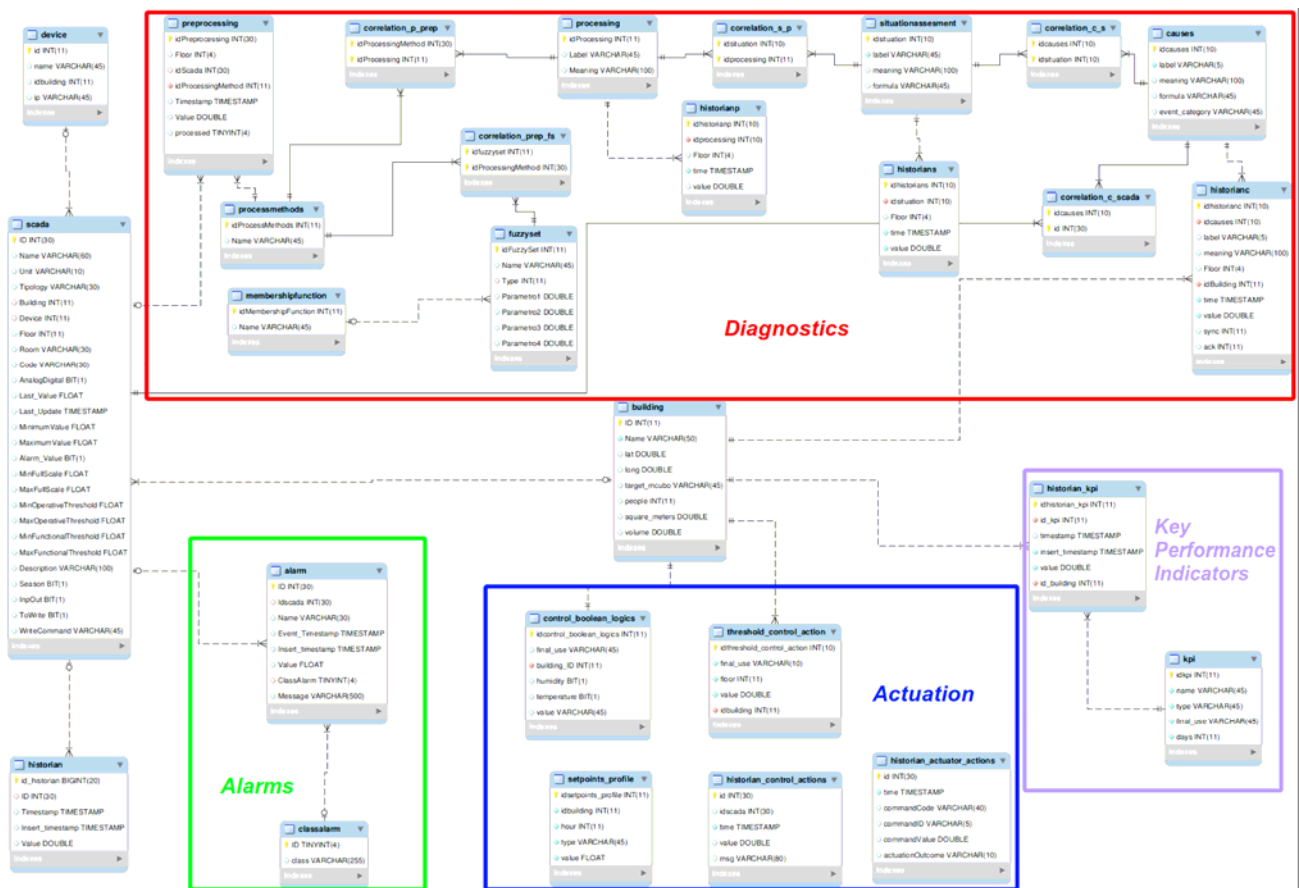 device
id INT(11)
name VARCHAR(45)
idbuilding INT(11)
ip VARCHAR(45)
Indexes
scada
ID INT(30)
Name VARCHAR(60)
Unit VARCHAR(10)
Tipology VARCHAR(30)
Building INT(11)
Device INT(11)
Floor INT(11)
Room VARCHAR(30)
Code VARCHAR(30)
AnalogDigital BIT(1)
Last_Value FLOAT
Last_Update TIMESTAMP
MinimumValue FLOAT
MaximumValue FLOAT
Alarm_Value BIT(1)
MinFullScale FLOAT
MaxFullScale FLOAT
MinOperativeThreshold FLOAT
MaxOperativeThreshold FLOAT
MinFunctionalThreshold FLOAT
MaxFunctionalThreshold FLOAT
Description VARCHAR(100)
Season BIT(1)
InpOut BIT(1)
ToWrite BIT(1)
WriteCommand VARCHAR(45)
Indexes
historian
id_historian BIGINT(20)
ID INT(30)
Timestamp TIMESTAMP
Insert_timestamp TIMESTAMP
Value DOUBLE
Indexes
preprocessing
idPreprocessing INT(30)
Floor INT(4)
idScada INT(30)
idProcessingMethod INT(11)
Timestamp TIMESTAMP
Value DOUBLE
processed TINYINT(4)
Indexes
correlation_p_prep
idProcessingMethod INT(30)
idProcessing INT(11)
Indexes
processing
idProcessing INT(11)
Label VARCHAR(45)
Meaning VARCHAR(100)
Indexes
correlation_s_p
idsituation INT(10)
idprocessing INT(11)
Indexes
situationassesment
idsituation INT(10)
label VARCHAR(45)
meaning VARCHAR(100)
formula VARCHAR(45)
Indexes
correlation_c_s
idcauses INT(10)
idsituation INT(10)
Indexes
causes
idcauses INT(10)
label VARCHAR(5)
meaning VARCHAR(100)
formula VARCHAR(45)
event_category VARCHAR(45)
Indexes
correlation_prep_fs
idfuzzyset INT(11)
idProcessingMethod INT(30)
Indexes
historianp
idhistorianp INT(10)
idprocessing INT(10)
Floor INT(4)
time TIMESTAMP
value DOUBLE
Indexes
processmethods
idProcessMethods INT(11)
Name VARCHAR(45)
Indexes
fuzzyset
idFuzzySet INT(11)
Name VARCHAR(45)
Type INT(11)
Parametro1 DOUBLE
Parametro2 DOUBLE
Parametro3 DOUBLE
Parametro4 DOUBLE
Indexes
historians
idhistorians INT(10)
idsituation INT(10)
Floor INT(4)
time TIMESTAMP
value DOUBLE
Indexes
correlation_c_scada
idcauses INT(10)
id INT(30)
Indexes
historianc
idhistorianc INT(10)
idcauses INT(10)
label VARCHAR(5)
meaning VARCHAR(100)
Floor INT(4)
idBuilding INT(11)
time TIMESTAMP
value DOUBLE
sync INT(11)
ack INT(11)
Indexes
membershipfunction
idMembershipFunction INT(11)
Name VARCHAR(45)
Indexes
Diagnostics
building
ID INT(11)
Name VARCHAR(50)
lat DOUBLE
long DOUBLE
target_mcubo VARCHAR(45)
people INT(11)
square_meters DOUBLE
volume DOUBLE
Indexes
historian_kpi
idhistorian_kpi INT(11)
id_kpi INT(11)
timestamp TIMESTAMP
insert_timestamp TIMESTAMP
value DOUBLE
id_building INT(11)
Indexes
Key
Performance
Indicators
kpi
idkpi INT(11)
name VARCHAR(45)
type VARCHAR(45)
final_use VARCHAR(45)
days INT(11)
Indexes
alarm
ID INT(30)
Idscada INT(30)
Name VARCHAR(30)
Event_Timestamp TIMESTAMP
Insert_timestamp TIMESTAMP
Value FLOAT
ClassAlarm TINYINT(4)
Message VARCHAR(500)
Indexes
Alarms
classalarm
ID TINYINT(4)
class VARCHAR(255)
Indexes
control_boolean_logics
idcontrol_boolean_logics INT(11)
final_use VARCHAR(45)
building_ID INT(11)
humidity BIT(1)
temperature BIT(1)
value VARCHAR(45)
Indexes
threshold_control_action
idthreshold_control_action INT(10)
final_use VARCHAR(10)
floor INT(11)
value DOUBLE
idbuilding INT(11)
Indexes
Actuation
setpoints_profile
idsetpoints_profile INT(11)
idbuilding INT(11)
hour INT(11)
type VARCHAR(45)
value FLOAT
Indexes
historian_control_actions
id INT(30)
idscada INT(30)
time TIMESTAMP
value DOUBLE
msg VARCHAR(80)
Indexes
historian_actuator_actions
id INT(30)
time TIMESTAMP
commandCode VARCHAR(40)
commandID VARCHAR(5)
commandValue DOUBLE
actuationOutcome VARCHAR(10)
Indexes